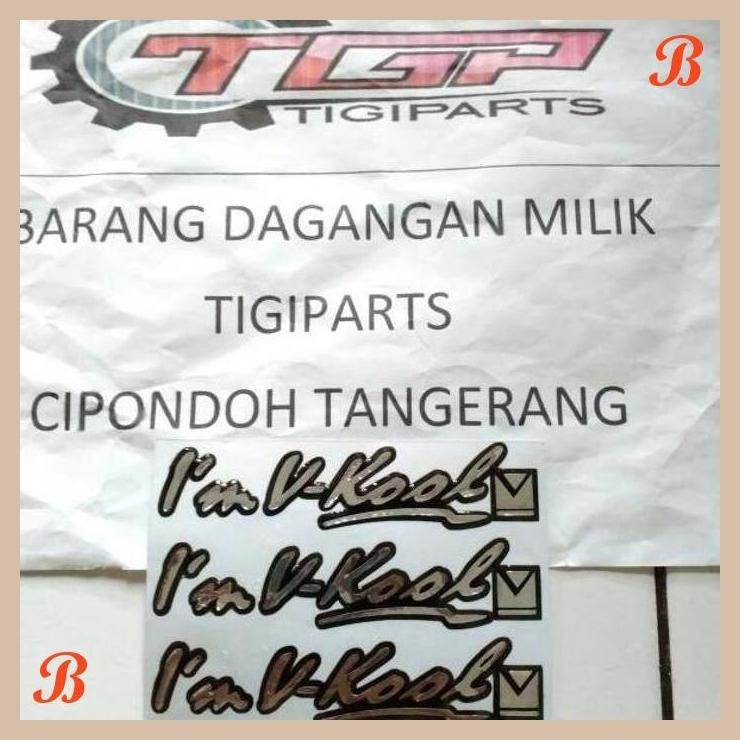 TGP
B
TIGIPARTS
BARANG DAGANGAN MILIK
TIGIPARTS
CIPONDOH TANGERANG
I'm V-Kool
I'm V-Kool
I'm V-Kool
B